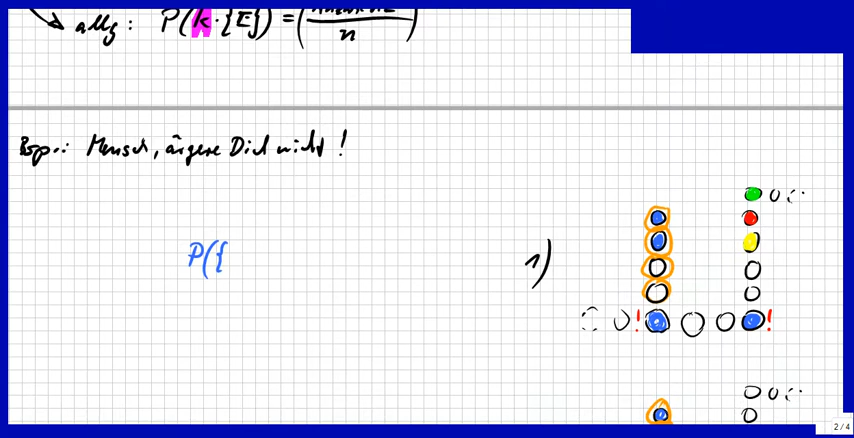 ↳ allg: P(k·{E}) = ( / n )
Bsp.: Mensch, ärgere Dich nicht!
P({
1)
! !
2/4